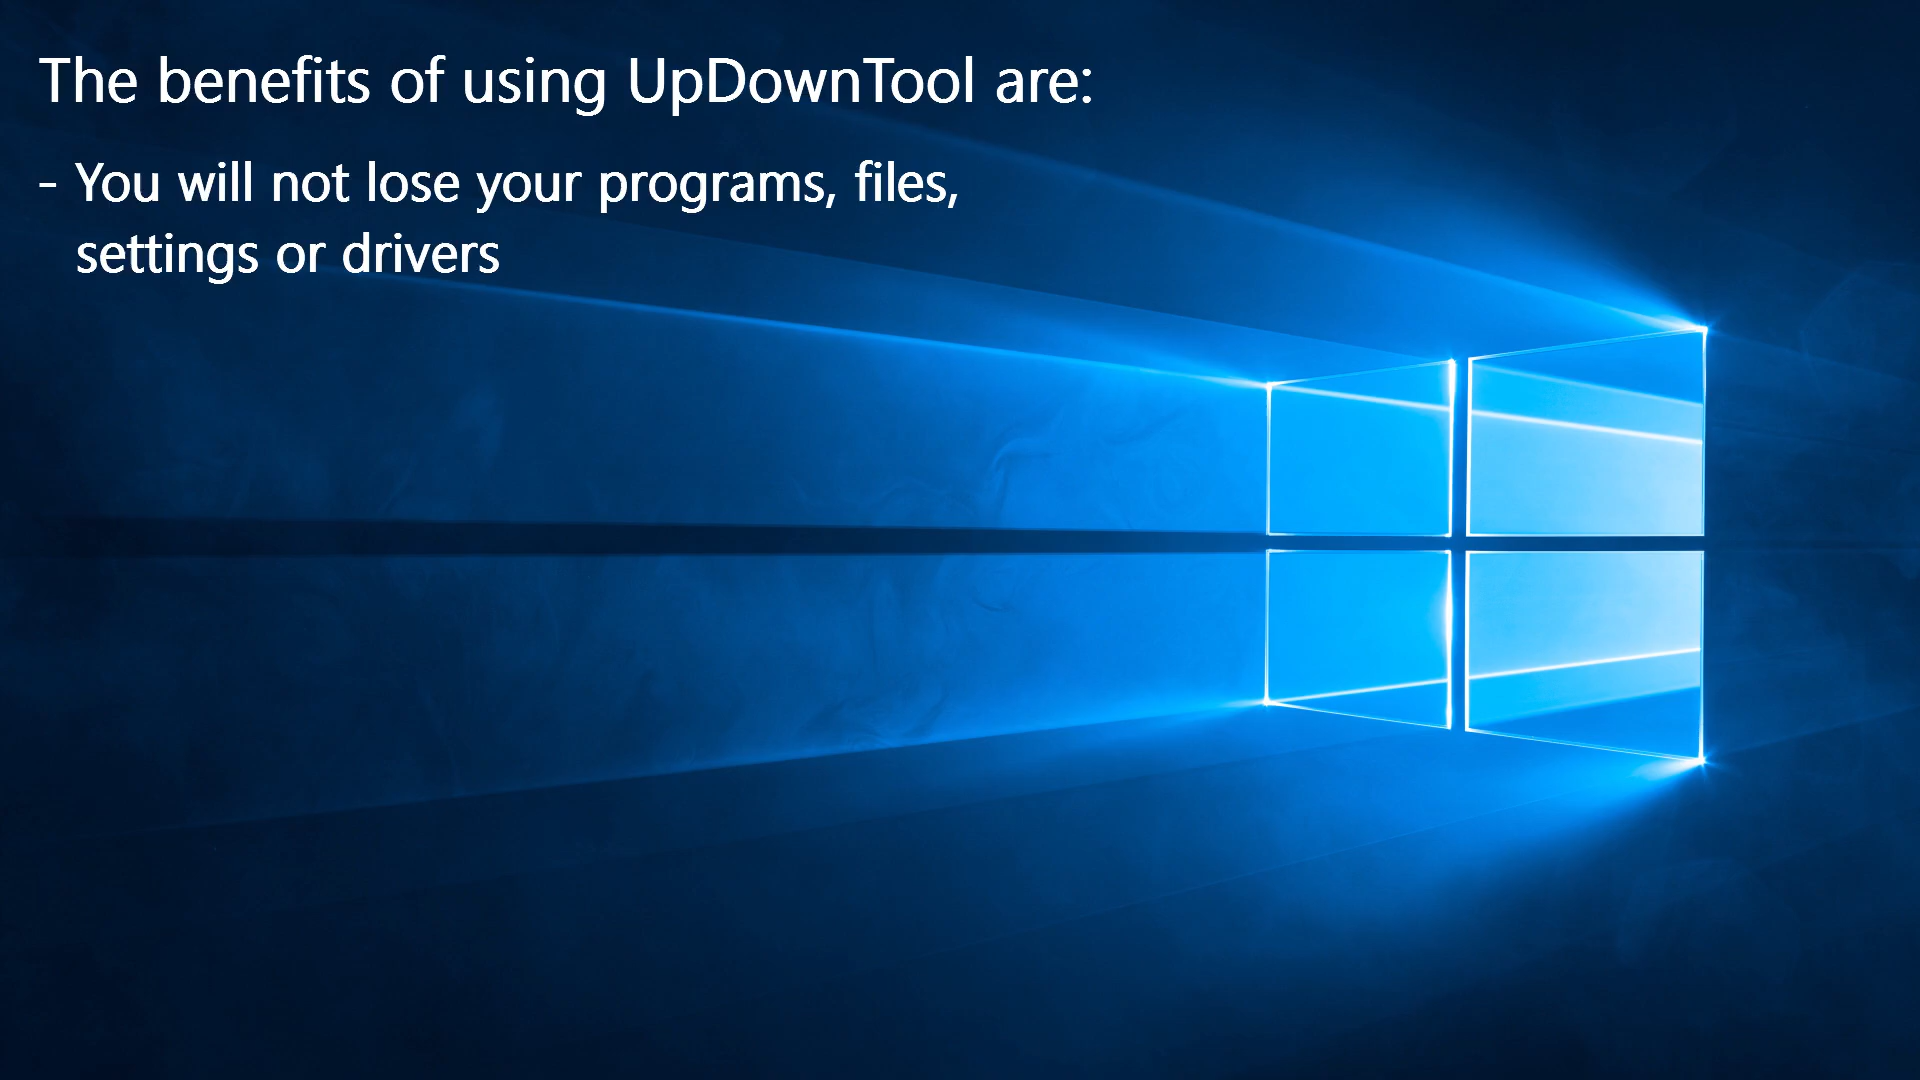 The benefits of using UpDownTool are:
- You will not lose your programs, files,
settings or drivers